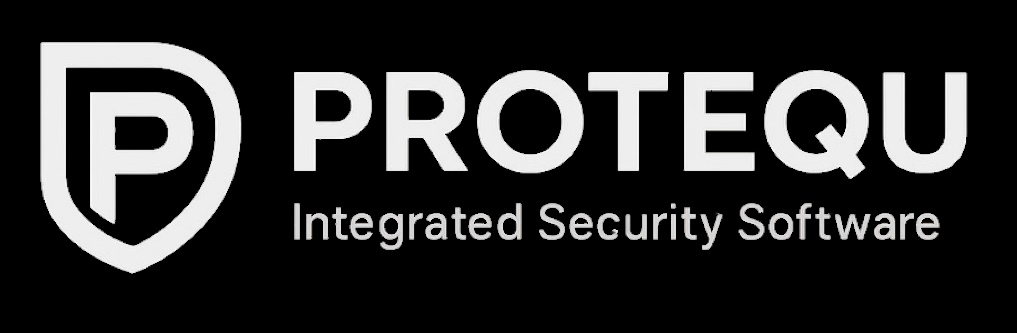 P
PROTEQU
Integrated Security Software